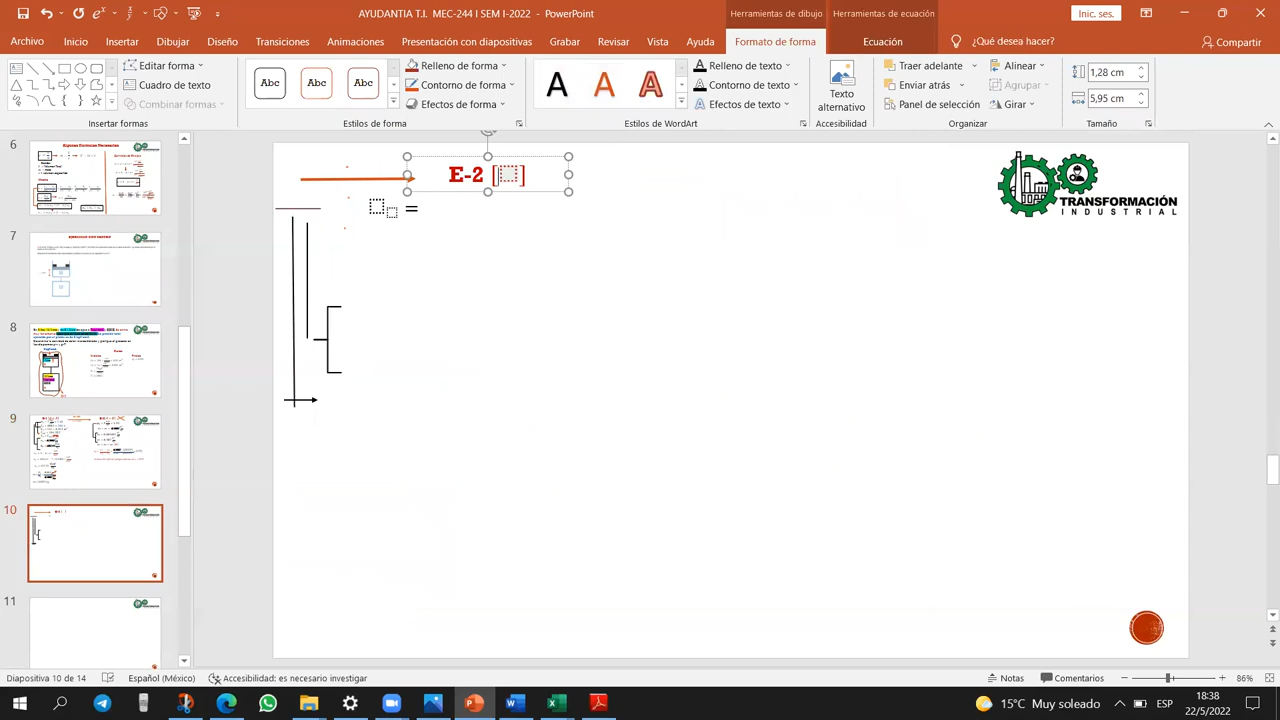 AYUDANTIA T.I. MEC-244 I SEM I-2022 - PowerPoint
Herramientas de dibujo
Herramientas de ecuación
Inic. ses.
Archivo Inicio Insertar Dibujar Diseño Transiciones Animaciones Presentación con diapositivas Grabar Revisar Vista Ayuda Formato de forma Ecuación ¿Qué desea hacer? Compartir
Editar forma
Cuadro de texto
Combinar formas
Insertar formas
Abc Abc Abc
Relleno de forma
Contorno de forma
Efectos de forma
Estilos de forma
A A A
Relleno de texto
Contorno de texto
Efectos de texto
Estilos de WordArt
Texto
alternativo
Accesibilidad
Traer adelante
Enviar atrás
Panel de selección
Alinear
Agrupar
Girar
Organizar
1,28 cm
5,95 cm
Tamaño
6
8
9
10
11
E-2 [ ]
=
TRANSFORMACIÓN
INDUSTRIAL
Diapositiva 10 de 14 Español (México) Accesibilidad: es necesario investigar Notas Comentarios 86%
15°C Muy soleado ESP 18:38
22/5/2022